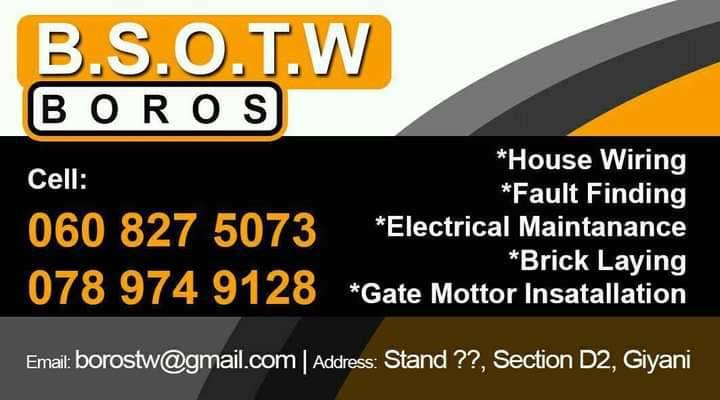 B.S.O.T.W
BOROS
Cell:
060 827 5073
078 974 9128
*House Wiring
*Fault Finding
*Electrical Maintanance
*Brick Laying
*Gate Mottor Insatallation
Email: borostw@gmail.com | Address: Stand ??, Section D2, Giyani